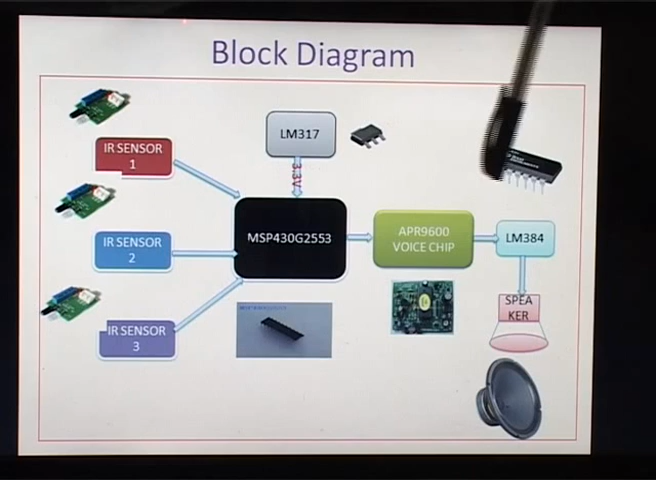 Block Diagram
IR SENSOR
1
LM317
3.3V
IR SENSOR
2
MSP430G2553
APR9600
VOICE CHIP
LM384
SPEA
KER
IR SENSOR
3